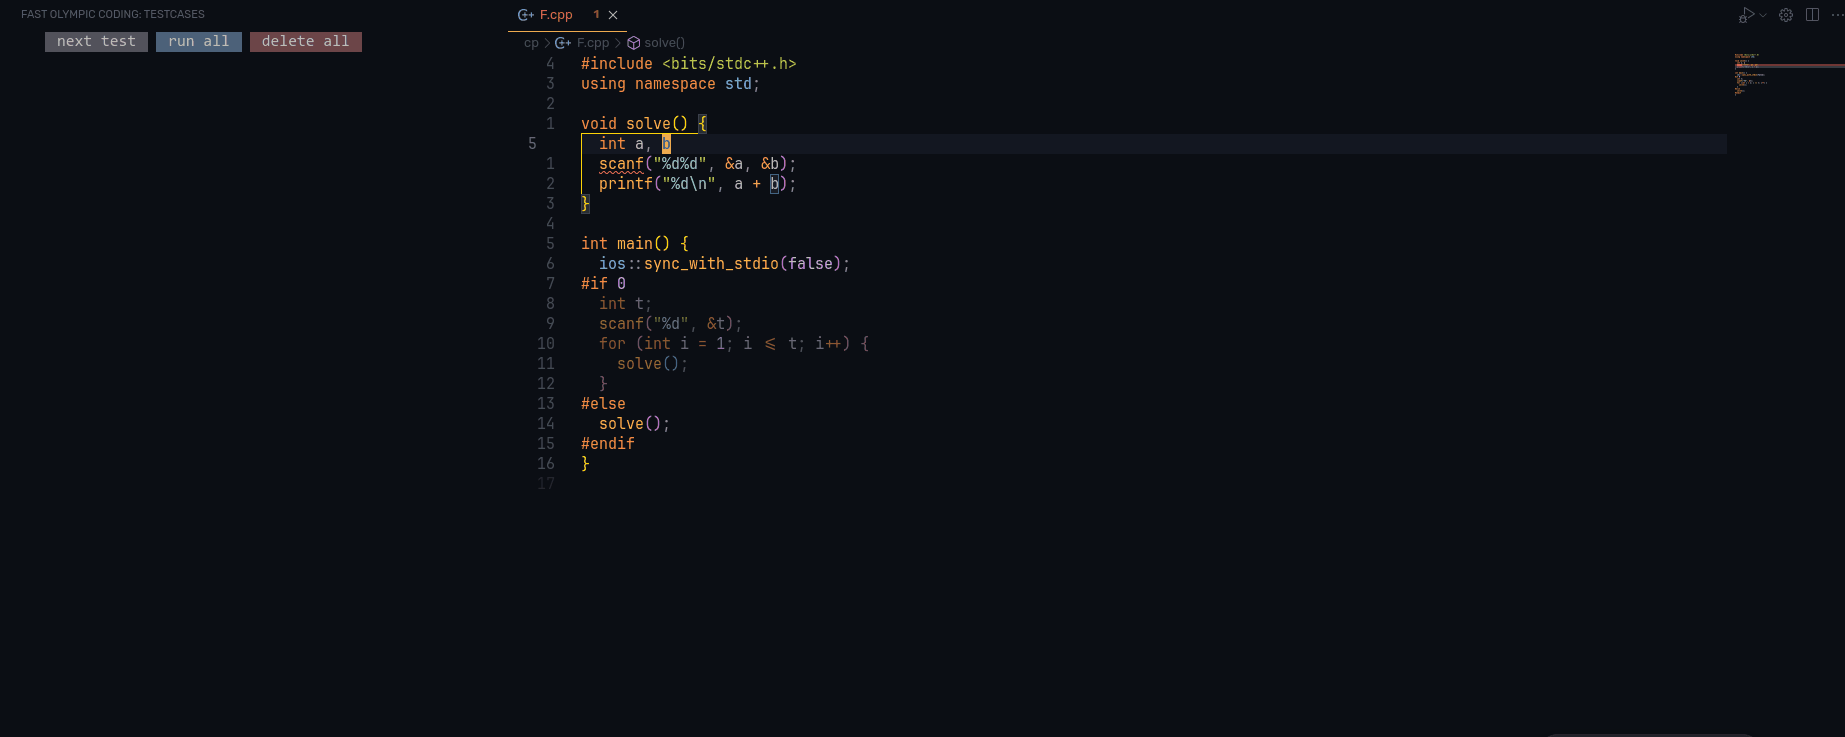 FAST OLYMPIC CODING: TESTCASES
next test run all delete all
F.cpp 1
cp > F.cpp > solve()
4 #include <bits/stdc++.h>
3 using namespace std;
2
1 void solve() {
5 int a, b
1 scanf("%d%d", &a, &b);
2 printf("%d\n", a + b);
3 }
4
5 int main() {
6 ios::sync_with_stdio(false);
7 #if 0
8 int t;
9 scanf("%d", &t);
10 for (int i = 1; i <= t; i++) {
11 solve();
12 }
13 #else
14 solve();
15 #endif
16 }
17